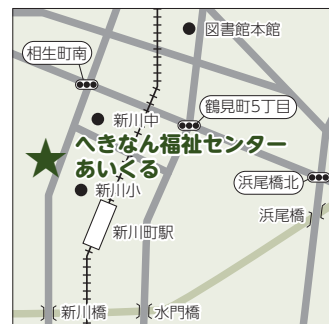 図書館本館
相生町南
新川中
鶴見町5丁目
へきなん福祉センター
あいくる
新川小
浜尾橋北
浜尾橋
新川町駅
新川橋
水門橋